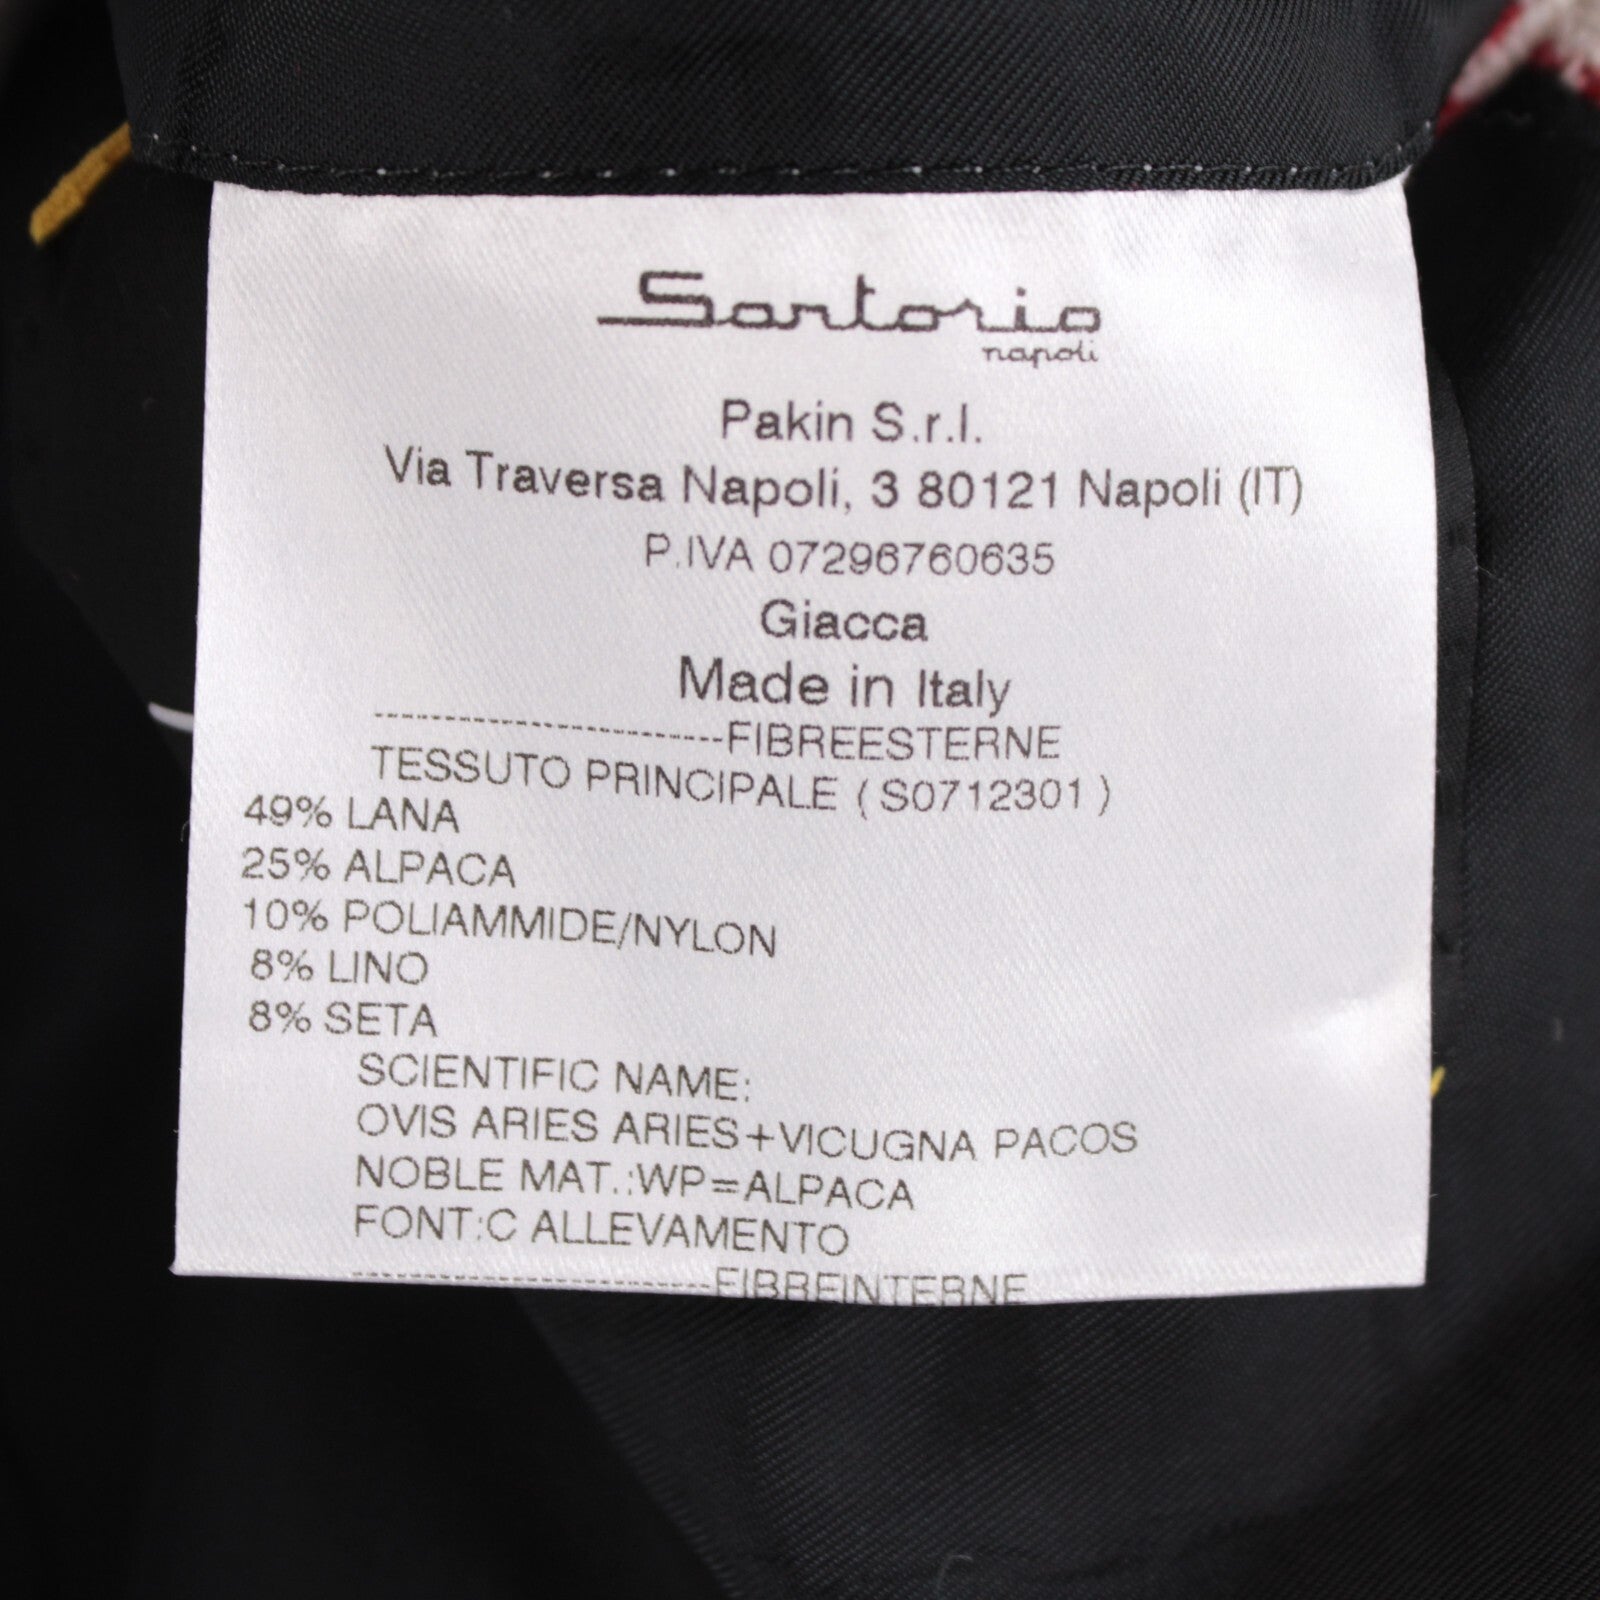 Sartorio
napoli
Pakin S.r.l.
Via Traversa Napoli, 3 80121 Napoli (IT)
P.IVA 07296760635
Giacca
Made in Italy
--------------------------FIBREESTERNE
TESSUTO PRINCIPALE ( S0712301 )
49% LANA
25% ALPACA
10% POLIAMMIDE/NYLON
8% LINO
8% SETA
SCIENTIFIC NAME:
OVIS ARIES ARIES+VICUGNA PACOS
NOBLE MAT.:WP=ALPACA
FONT:C ALLEVAMENTO
--------------------------FIBREINTERNE